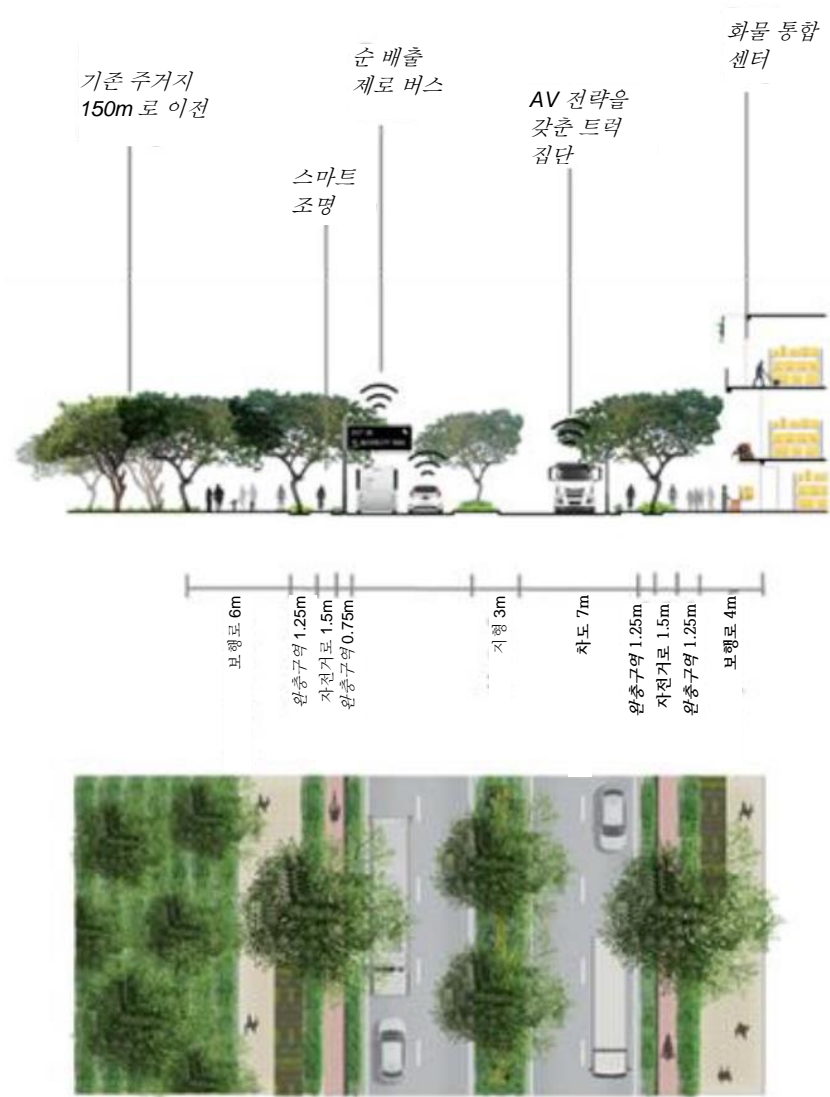 기존 주거지
150m 로 이전
순 배출
제로 버스
스마트
조명
AV 전략을
갖춘 트럭
집단
화물 통합
센터
보행로 6m
완충구역 1.25m
자전거로 1.5m
완충구역 0.75m
지형 3m
차도 7m
완충구역 1.25m
자전거로 1.5m
완충구역 1.25m
보행로 4m